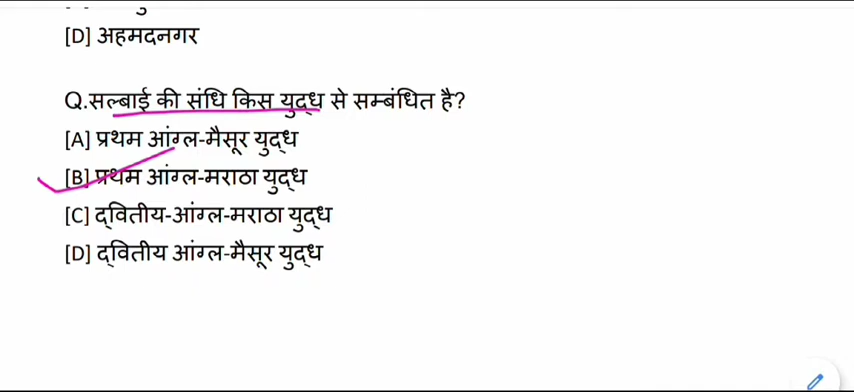 [D] अहमदनगर
Q.सल्बाई की संधि किस युद्ध से सम्बंधित है?
[A] प्रथम आंग्ल-मैसूर युद्ध
[B] प्रथम आंग्ल-मराठा युद्ध
[C] द्वितीय-आंग्ल-मराठा युद्ध
[D] द्वितीय आंग्ल-मैसूर युद्ध